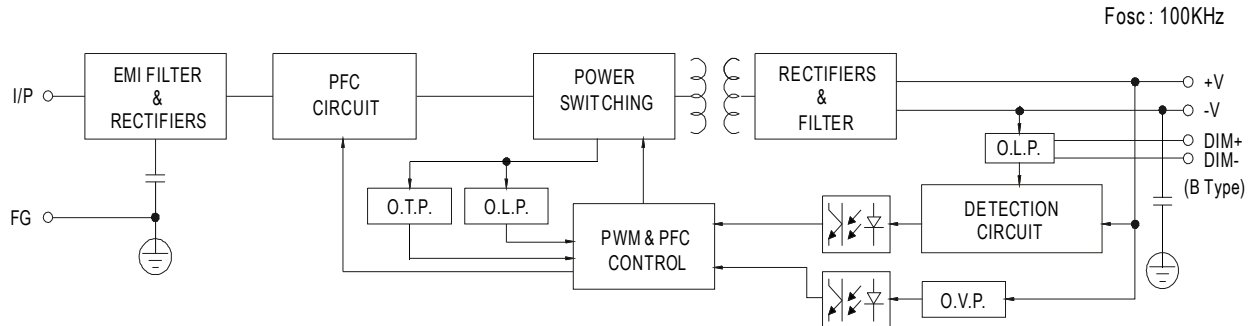 Fosc : 100KHz
EMI FILTER
&
RECTIFIERS
PFC
CIRCUIT
POWER
SWITCHING
RECTIFIERS
&
FILTER
I/P
+V
-V
DIM+
DIM-
(B Type)
O.L.P.
FG
O.T.P.
O.L.P.
PWM & PFC
CONTROL
DETECTION
CIRCUIT
O.V.P.